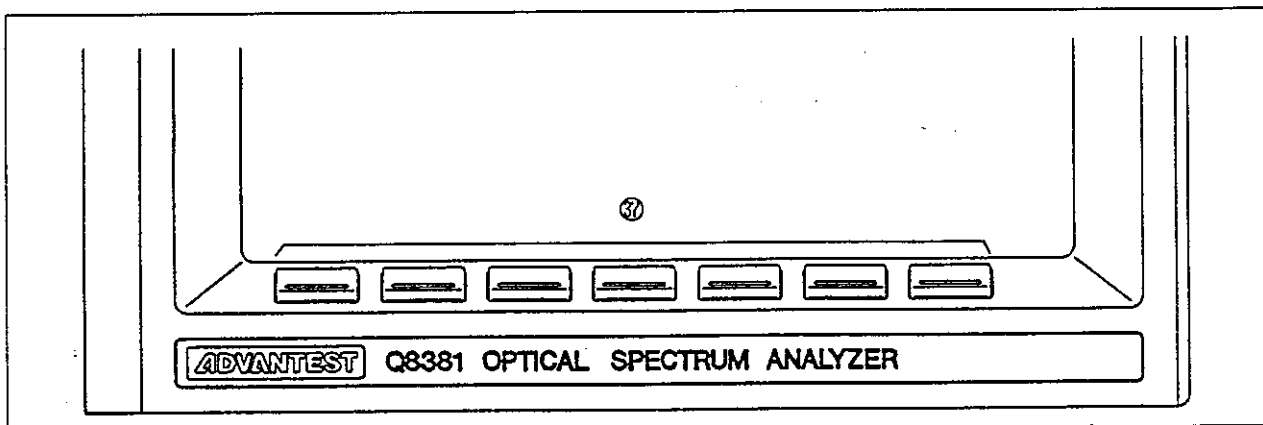 ㊲
ADVANTEST Q8381 OPTICAL SPECTRUM ANALYZER